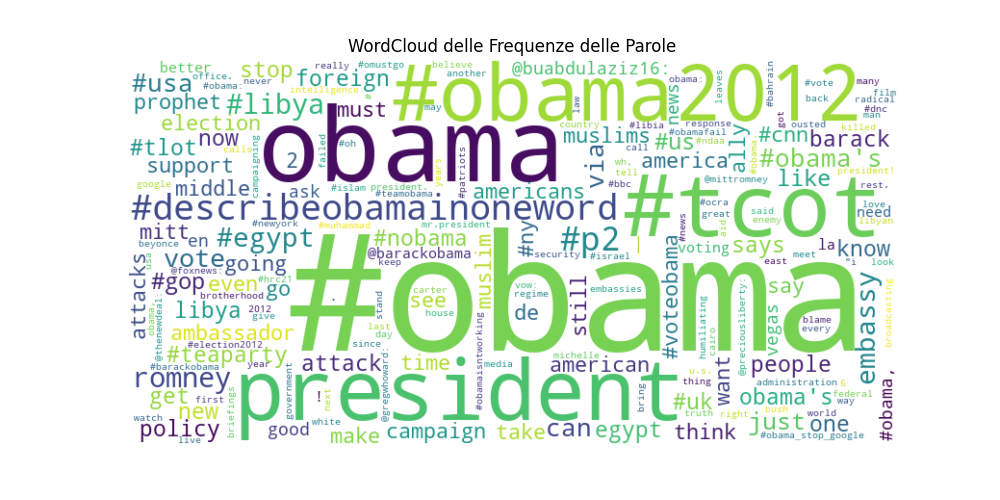 WordCloud delle Frequenze delle Parole
better office. never really #omustgo believe another @buabdulaziz16:
#usa #obama: stop foreign intelligence #obama2012 leaves #bahrain #vote many film
prophet #libya must may law news back radical #dnc man
election calls campaigning 2 failed #oh obama country #libia call muslims #us response #obamafail ally #cnn got ousted killed barack
#tlot now #patriots via wh. tell america #ndaa #obama. #obama's president!
support ask years #bbc @mittromney like rest.
google middle #islam president. #teamobama americans #tcot #ocra great aid said enemy love need libyan
#describeobamainoneword
beyonce mitt en #egypt #newyork #muhammad mr.president #nobama muslim #ny #p2 | #news voting says east la meet "i know look
usa vote going @foxnews: @barackobama keep security #israel #voteobama
attacks #gop even #hrc21 go . #obama carter house see vow: regime de still embassies humiliating cairo @preciousliberty: vegas say embassy broadcasting
obama, @thenewdeal: libya brotherhood 2012 give stand blame every
ambassador last day
#election2012 #teaparty since attack time american michelle u.s. people
#barackobama year president media #obamaisntworking thing want administration 6
romney get first new briefings government ! next @gregwhoward: bring #uk truth right bush obama's federal way #obama,
watch policy live good white make campaign take can egypt think just world one #obama_stop_google